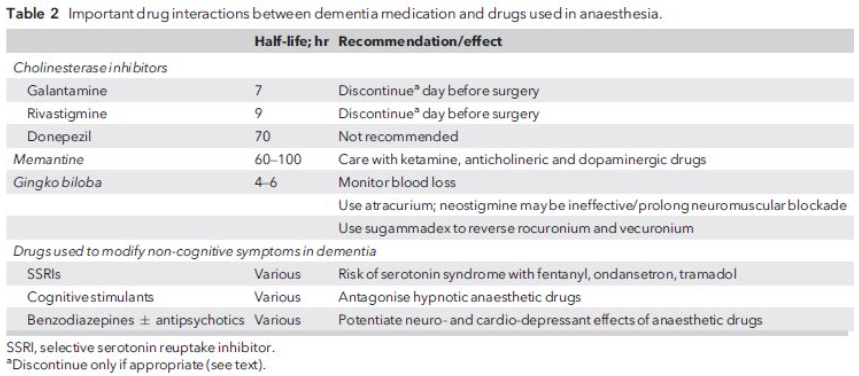 Table 2 Important drug interactions between dementia medication and drugs used in anaesthesia.
Half-life; hr Recommendation/effect
Cholinesterase inhibitors
Galantamine 7 Discontinueᵃ day before surgery
Rivastigmine 9 Discontinueᵃ day before surgery
Donepezil 70 Not recommended
Memantine 60–100 Care with ketamine, anticholineric and dopaminergic drugs
Gingko biloba 4–6 Monitor blood loss
Use atracurium; neostigmine may be ineffective/prolong neuromuscular blockade
Use sugammadex to reverse rocuronium and vecuronium
Drugs used to modify non-cognitive symptoms in dementia
SSRIs Various Risk of serotonin syndrome with fentanyl, ondansetron, tramadol
Cognitive stimulants Various Antagonise hypnotic anaesthetic drugs
Benzodiazepines ± antipsychotics Various Potentiate neuro- and cardio-depressant effects of anaesthetic drugs
SSRI, selective serotonin reuptake inhibitor.
ᵃDiscontinue only if appropriate (see text).